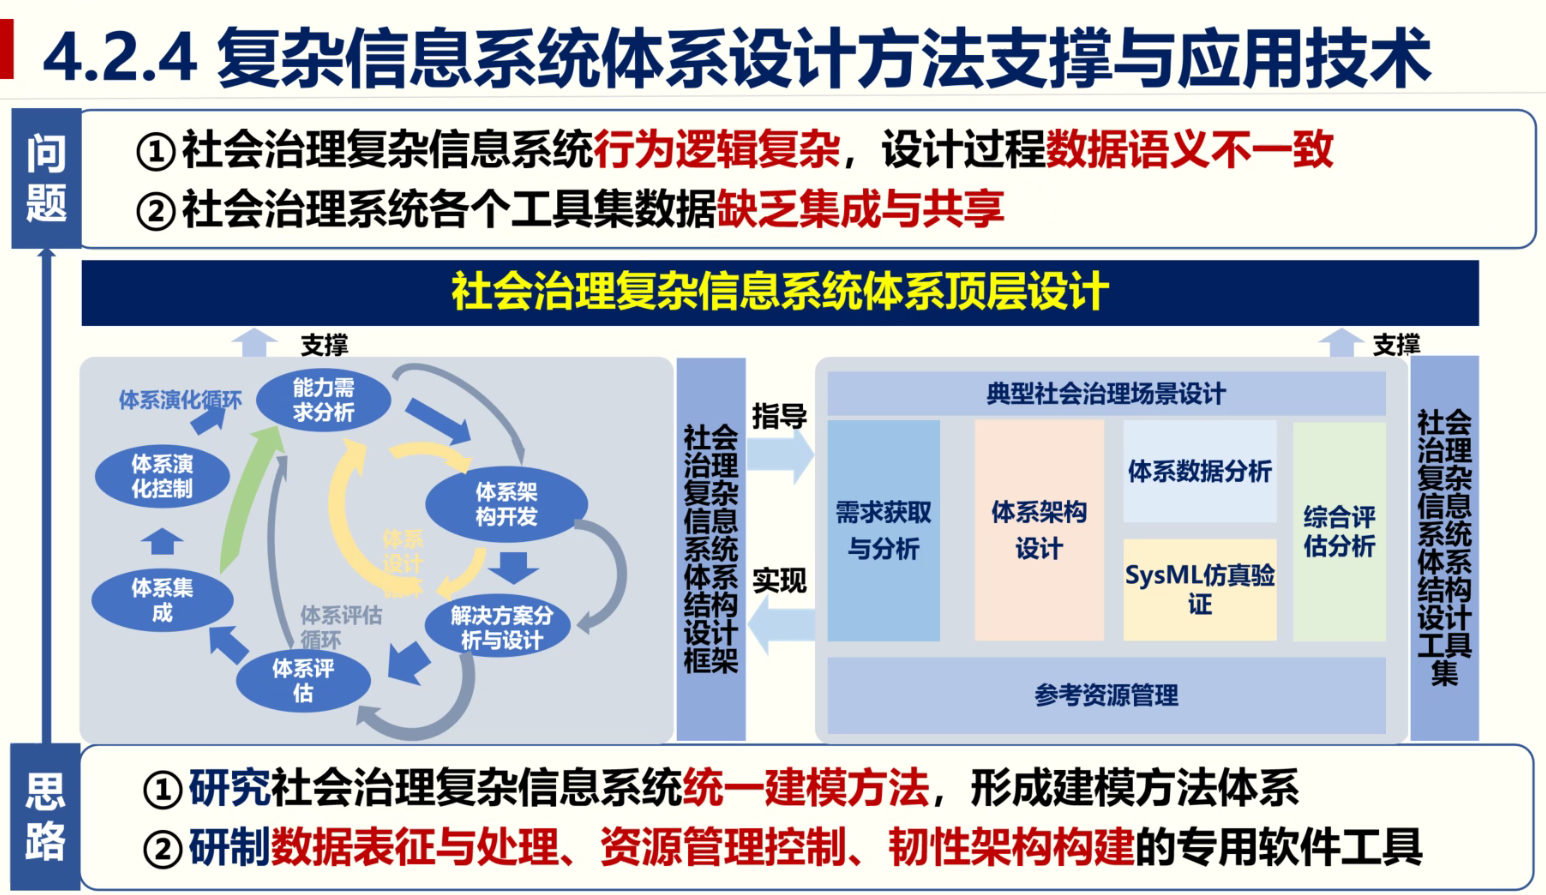 4.2.4 复杂信息系统体系设计方法支撑与应用技术
问
题
①社会治理复杂信息系统行为逻辑复杂，设计过程数据语义不一致
②社会治理系统各个工具集数据缺乏集成与共享
社会治理复杂信息系统体系顶层设计
支撑
支撑
体系演化循环
能力需
求分析
体系演
化控制
体系架
构开发
体系
设计
体系集
成
体系评估
循环
解决方案分
析与设计
体系评
估
社会
治理
复杂
信息
系统
体系
结构
设计
框架
指导
实现
典型社会治理场景设计
需求获取
与分析
体系架构
设计
体系数据分析
SysML仿真验
证
综合评
估分析
参考资源管理
社会
治理
复杂
信息
系统
体系
结构
设计
工具
集
思
路
①研究社会治理复杂信息系统统一建模方法，形成建模方法体系
②研制数据表征与处理、资源管理控制、韧性架构构建的专用软件工具